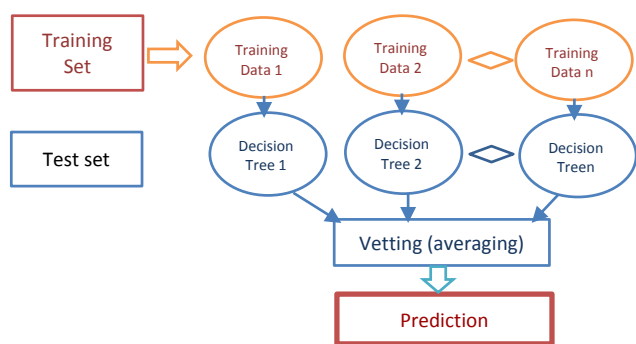 Training
Set
Training
Data 1
Training
Data 2
Training
Data n
Test set
Decision
Tree 1
Decision
Tree 2
Decision
Treen
Vetting (averaging)
Prediction